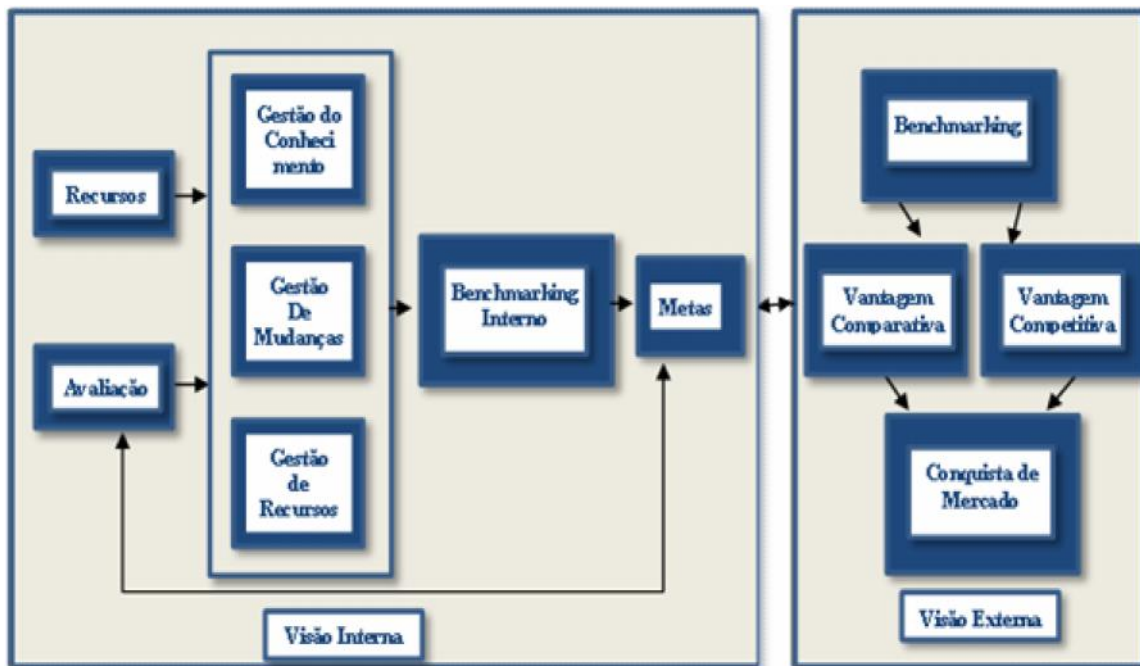 Recursos
Avaliação
Gestão do
Conheci
mento
Gestão
De
Mudanças
Gestão
de
Recursos
Benchmarking
Interno
Metas
Visão Interna
Benchmarking
Vantagem
Comparativa
Vantagem
Competitiva
Conquista de
Mercado
Visão Externa